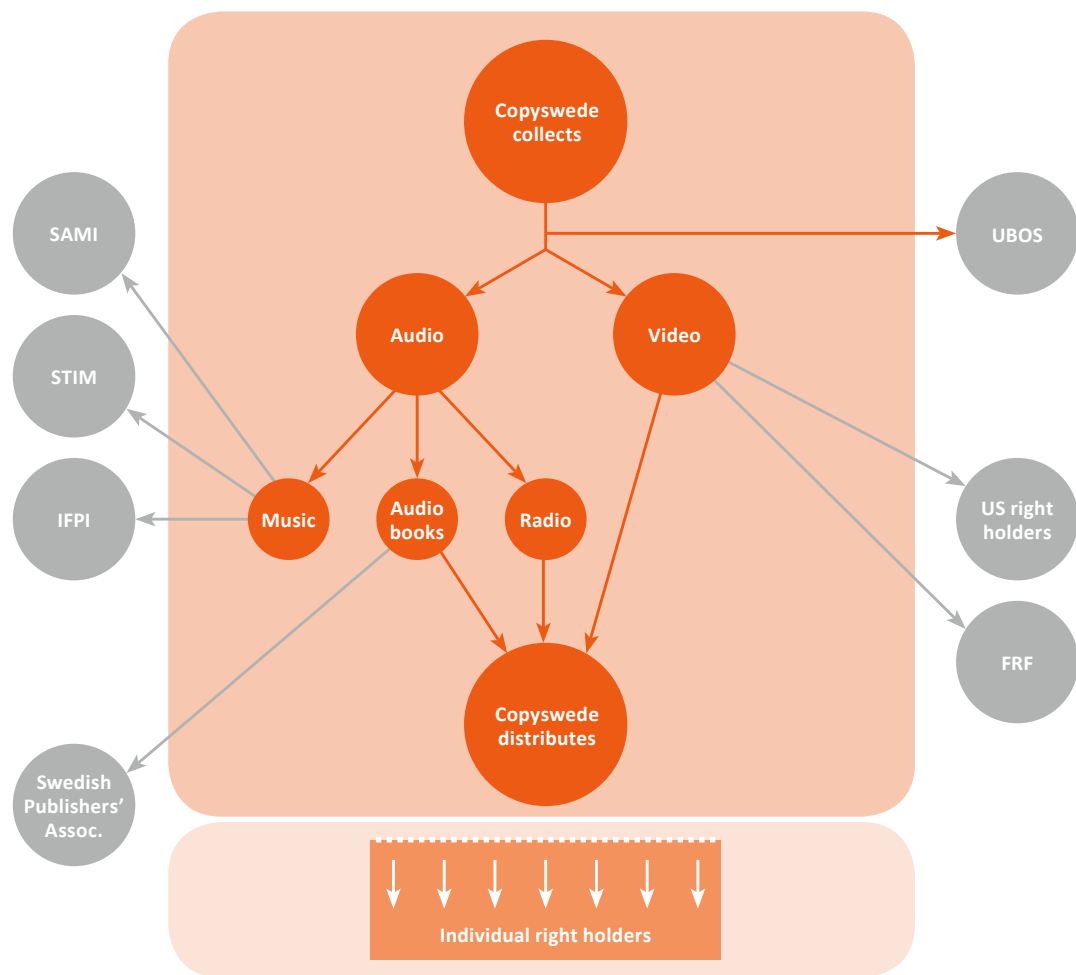 Copyswede
collects
SAMI
UBOS
Audio
Video
STIM
IFPI
Music
Audio
books
Radio
US right
holders
FRF
Copyswede
distributes
Swedish
Publishers’
Assoc.
Individual right holders